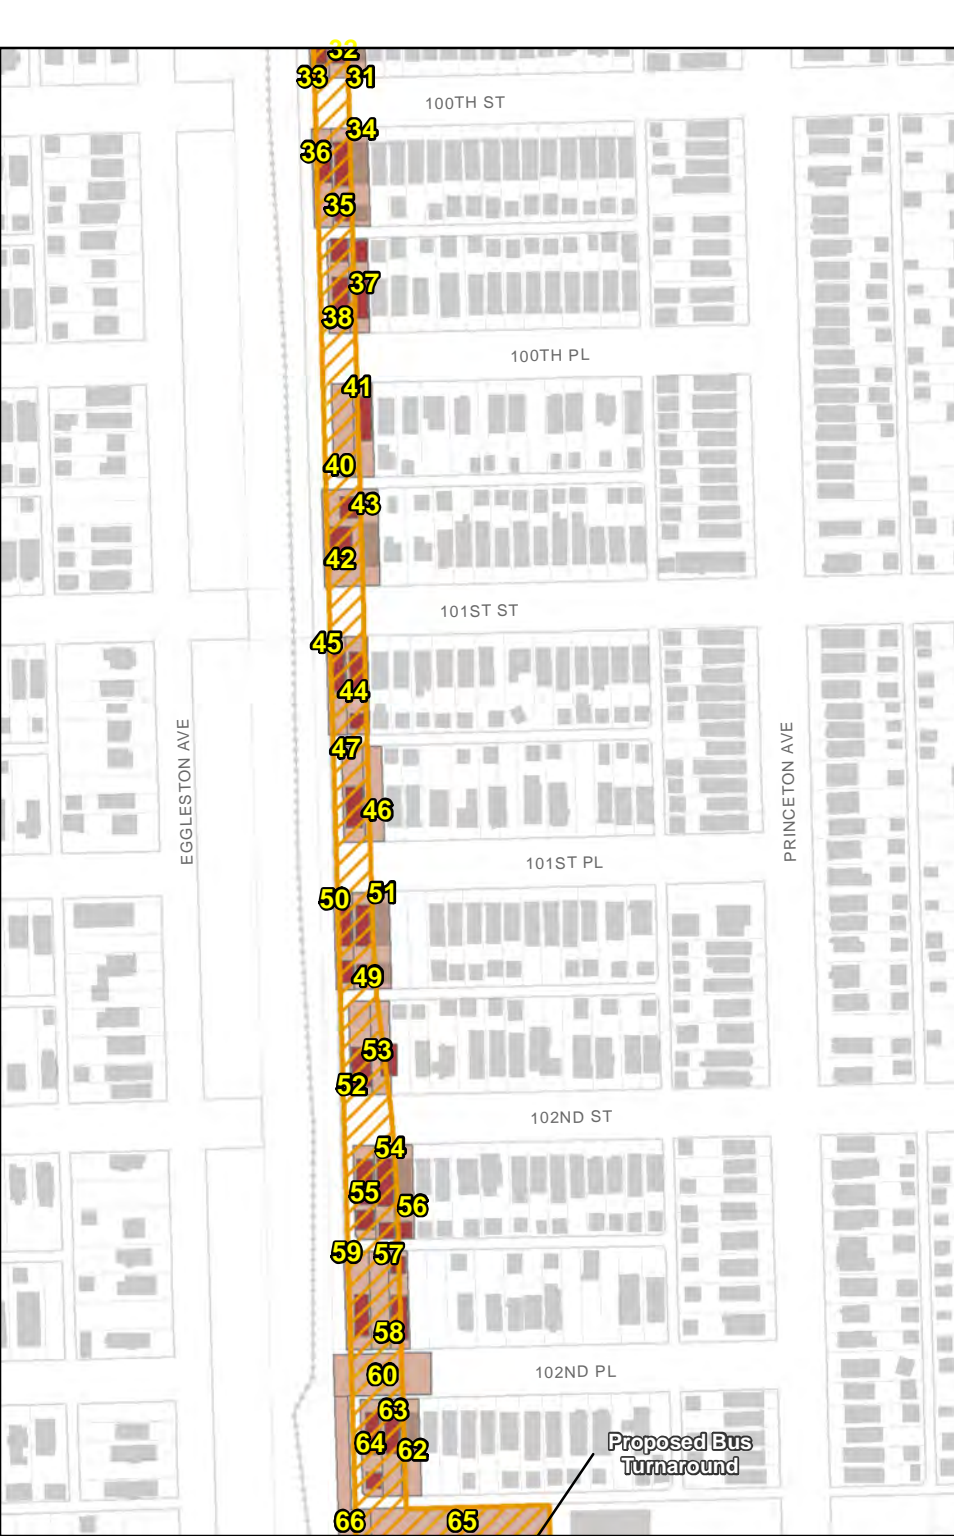 32
33 31
100TH ST
34
36
35
37
38
100TH PL
41
40
43
42
101ST ST
45
44
EGGLESTON AVE
PRINCETON AVE
47
46
101ST PL
50 51
49
53
52
102ND ST
54
55
56
59 57
58
60
102ND PL
63
64 62
Proposed Bus
Turnaround
66 65